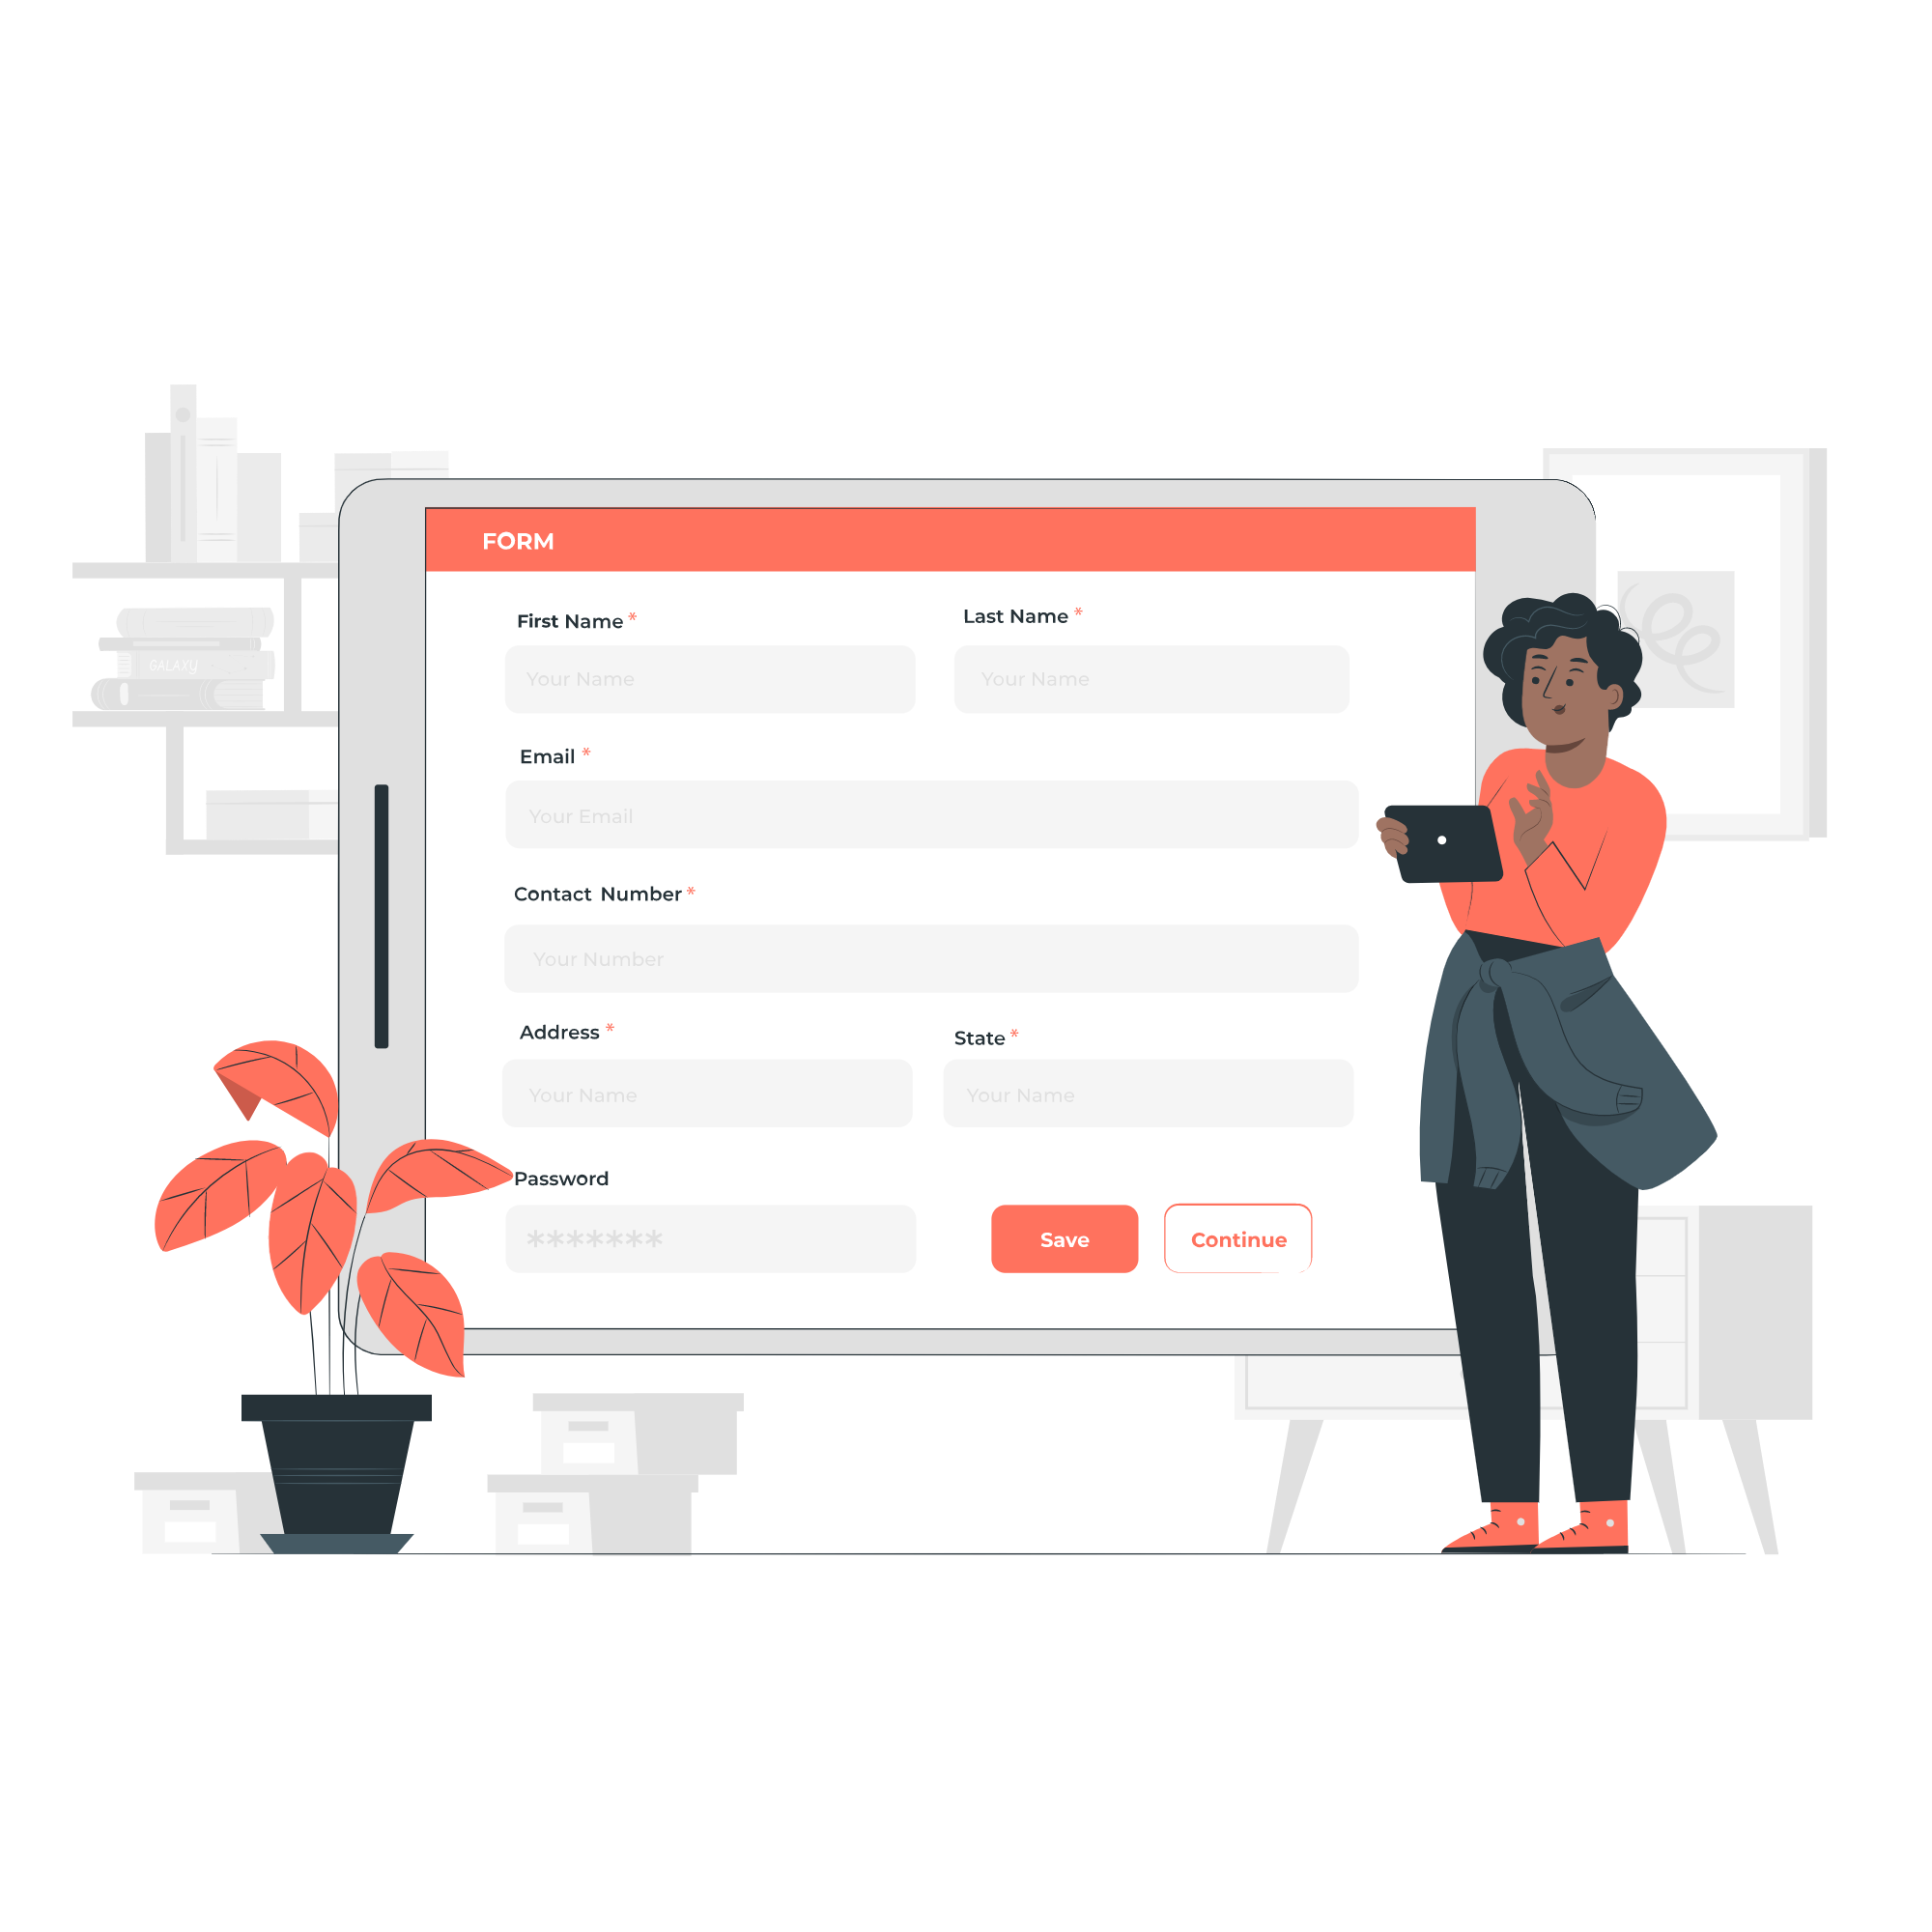 FORM
First Name *
Last Name *
Your Name
Your Name
Email *
Your Email
Contact Number *
Your Number
Address *
State *
Your Name
Your Name
Password
*******
Save
Continue
GALAXY